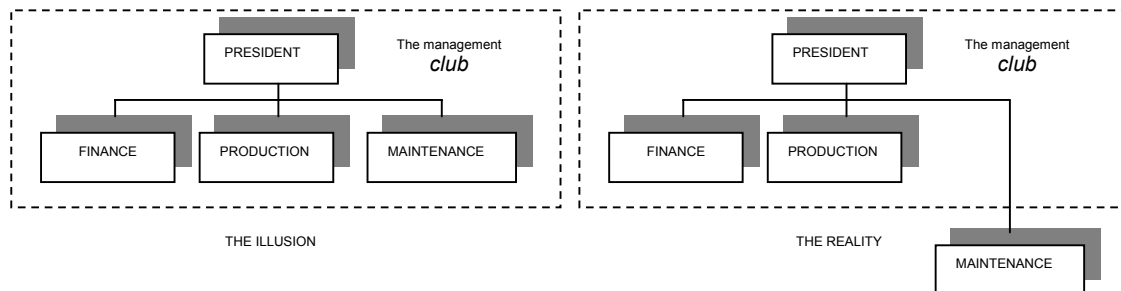 PRESIDENT
The management
club
FINANCE
PRODUCTION
MAINTENANCE
THE ILLUSION
PRESIDENT
The management
club
FINANCE
PRODUCTION
THE REALITY
MAINTENANCE